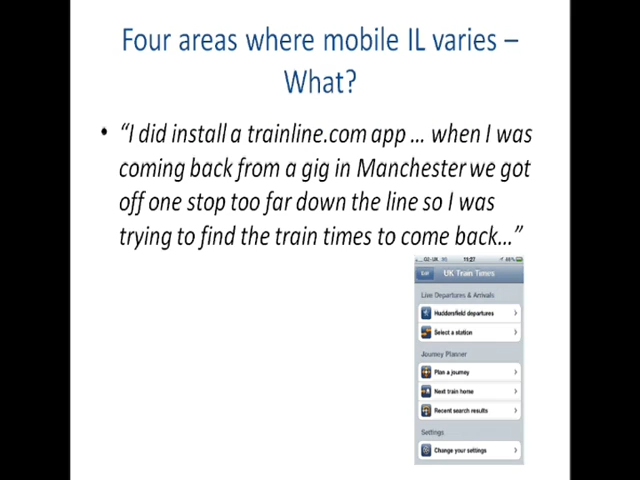 Four areas where mobile IL varies –
What?
• “I did install a trainline.com app ... when I was
coming back from a gig in Manchester we got
off one stop too far down the line so I was
trying to find the train times to come back...”
11:27
UK Train Times
Live Departures & Arrivals
Huddersfield departures
Select a station
Journey Planner
Plan a journey
Next train home
Recent search results
Settings
Change your settings